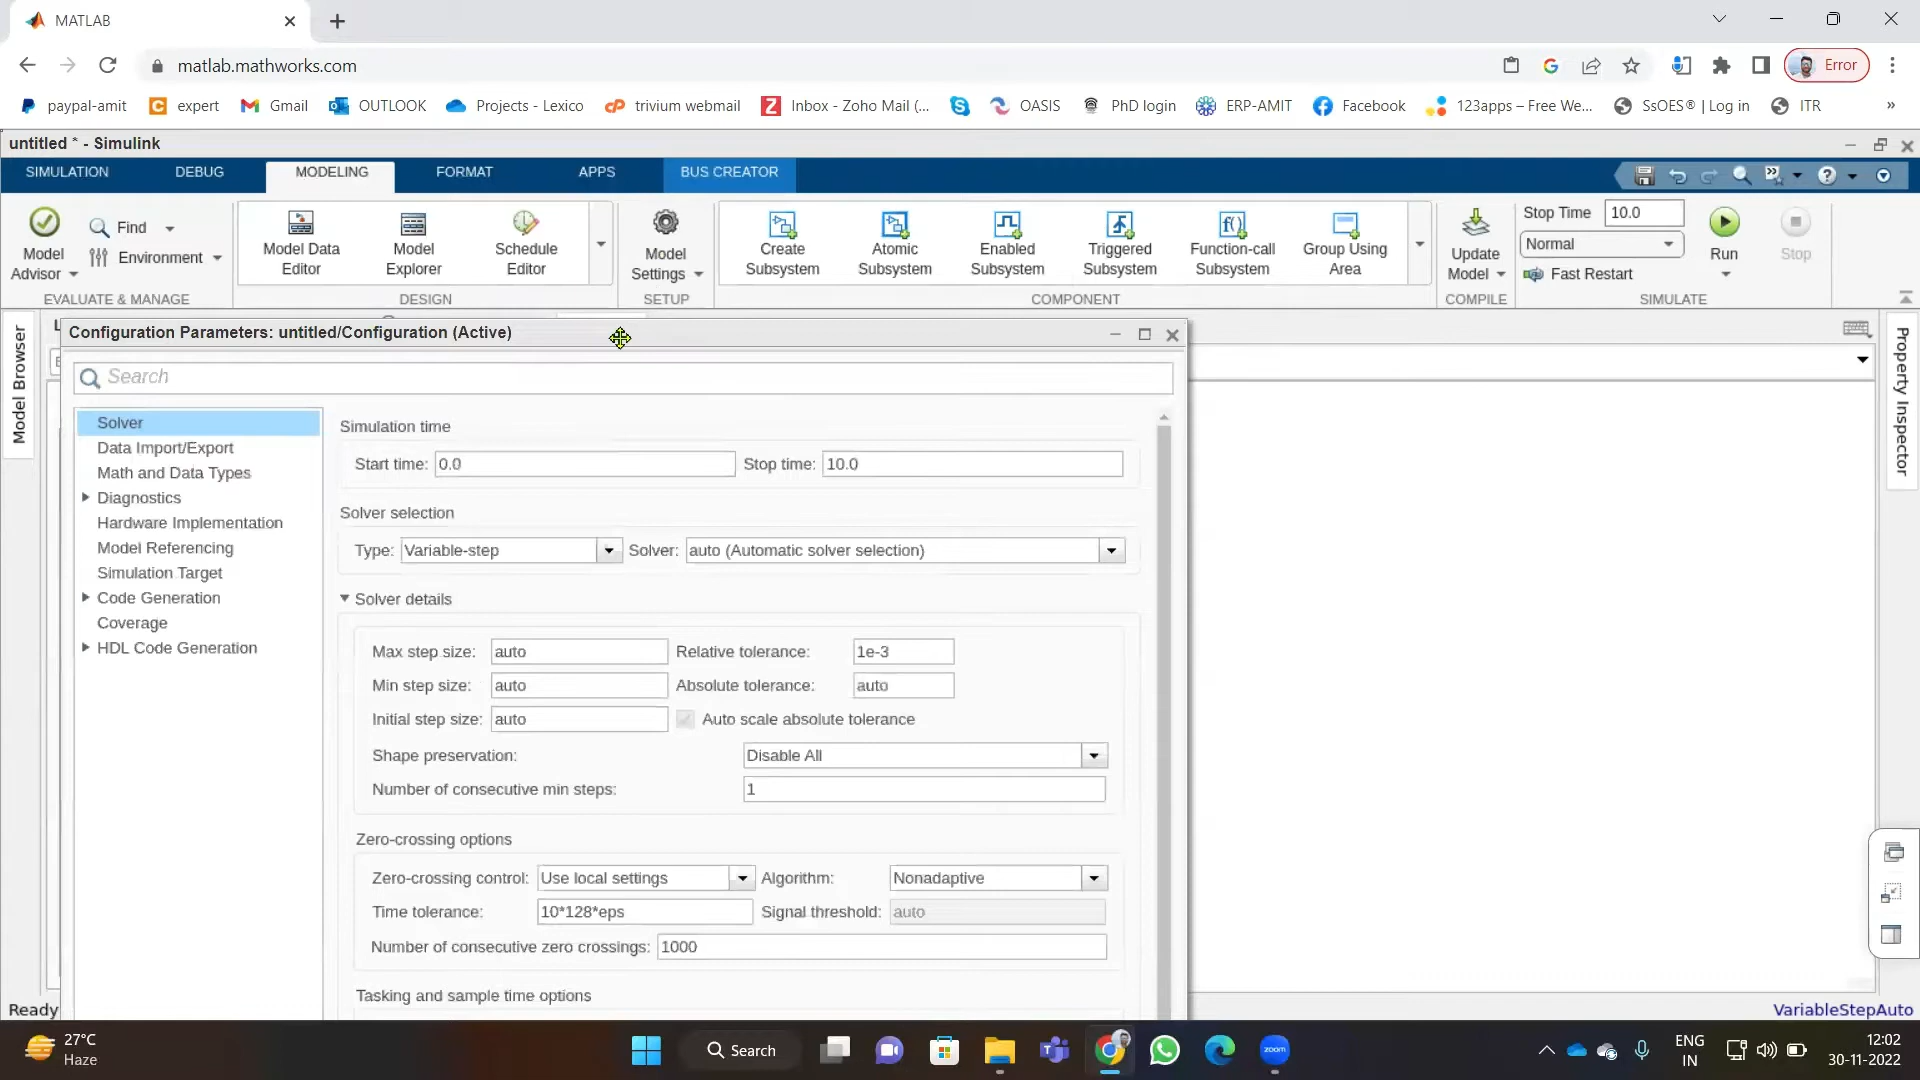 MATLAB
matlab.mathworks.com
Error
paypal-amit
expert
Gmail
OUTLOOK
Projects - Lexico
trivium webmail
Inbox - Zoho Mail (...
OASIS
PhD login
ERP-AMIT
Facebook
123apps – Free We...
SsOES® | Log in
ITR
»
untitled * - Simulink
SIMULATION
DEBUG
MODELING
FORMAT
APPS
BUS CREATOR
Model Advisor
Find
Environment
EVALUATE & MANAGE
Model Data Editor
Model Explorer
Schedule Editor
DESIGN
Model Settings
SETUP
Create Subsystem
Atomic Subsystem
Enabled Subsystem
Triggered Subsystem
Function-call Subsystem
Group Using Area
COMPONENT
Update Model
COMPILE
Stop Time 10.0
Normal
Fast Restart
Run
Stop
SIMULATE
Model Browser
Property Inspector
Configuration Parameters: untitled/Configuration (Active)
Search
Solver
Data Import/Export
Math and Data Types
Diagnostics
Hardware Implementation
Model Referencing
Simulation Target
Code Generation
Coverage
HDL Code Generation
Simulation time
Start time: 0.0 Stop time: 10.0
Solver selection
Type: Variable-step Solver: auto (Automatic solver selection)
Solver details
Max step size: auto Relative tolerance: 1e-3
Min step size: auto Absolute tolerance: auto
Initial step size: auto Auto scale absolute tolerance
Shape preservation: Disable All
Number of consecutive min steps: 1
Zero-crossing options
Zero-crossing control: Use local settings Algorithm: Nonadaptive
Time tolerance: 10*128*eps Signal threshold: auto
Number of consecutive zero crossings: 1000
Tasking and sample time options
Ready
VariableStepAuto
27°C
Haze
Search
zoom
ENG
IN
12:02
30-11-2022